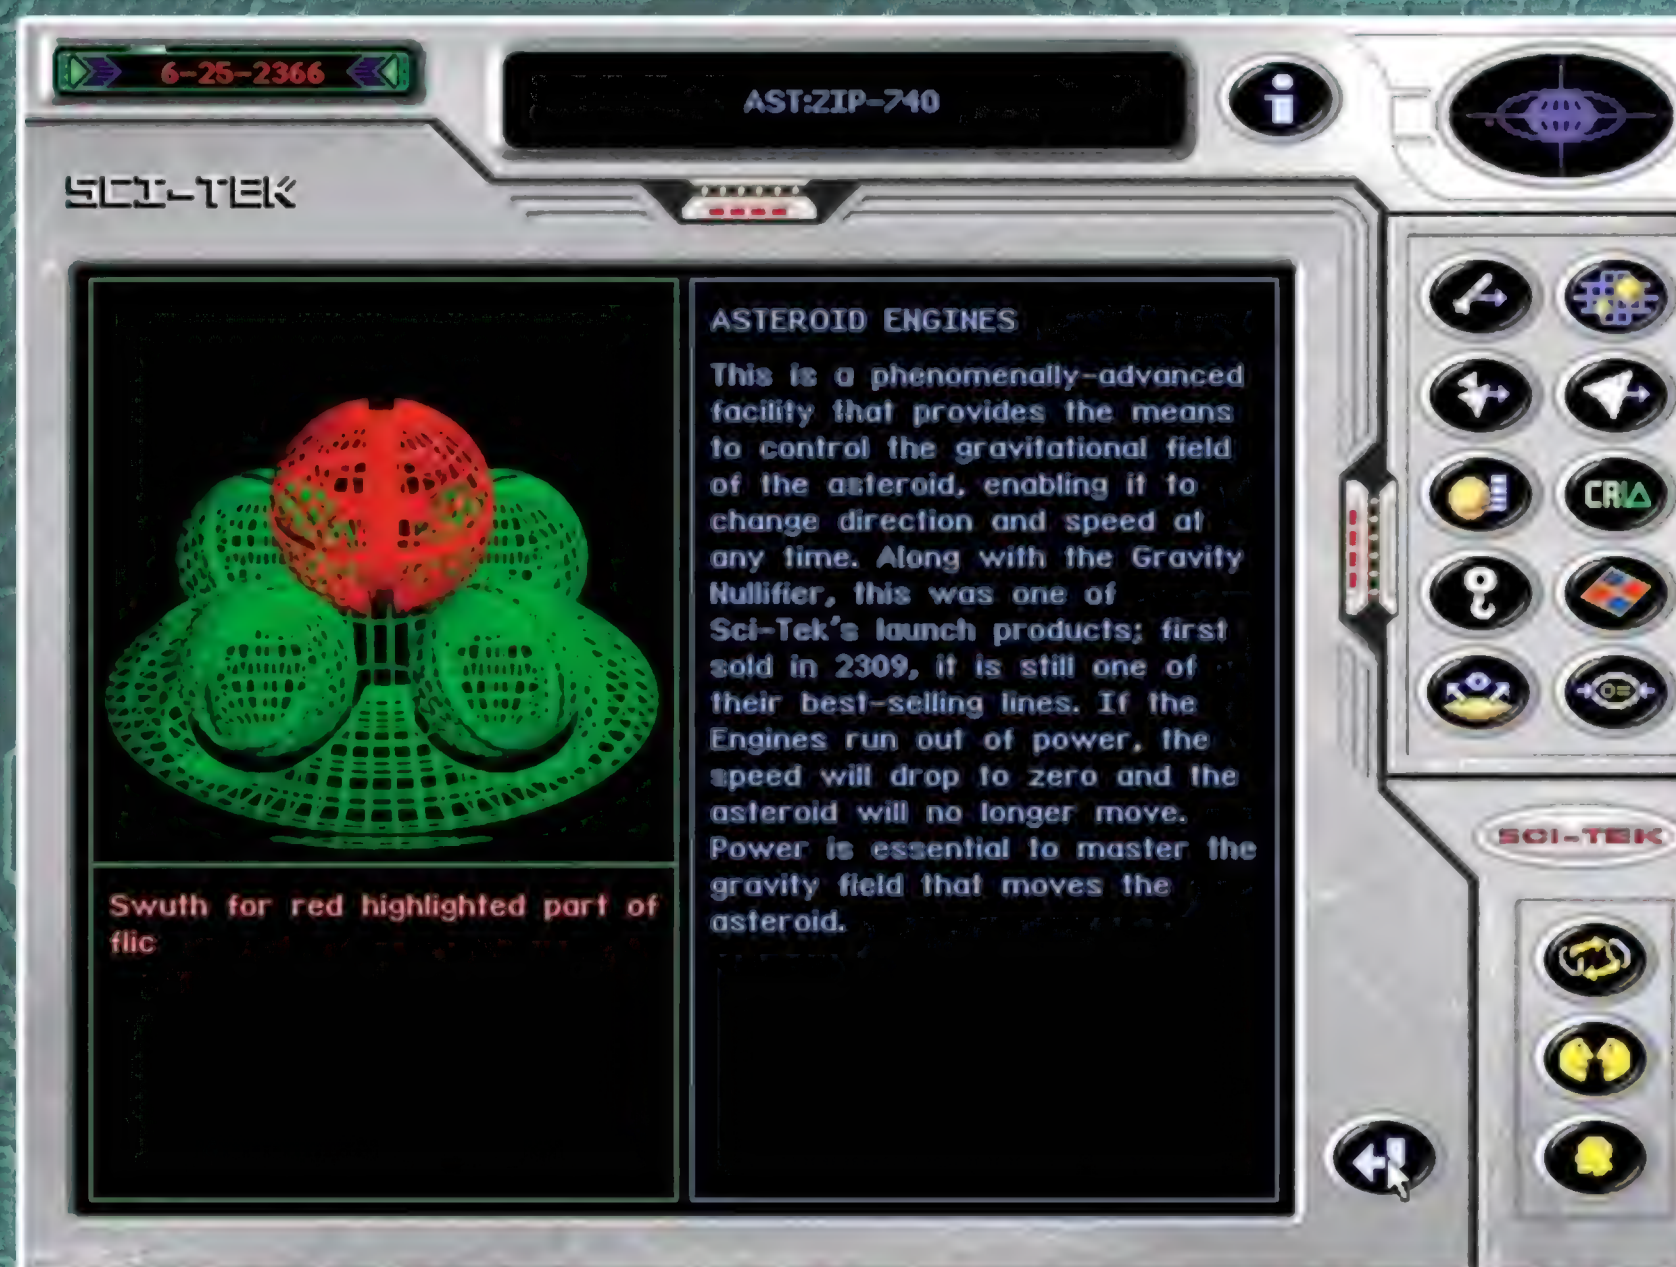 6-25-2366
AST:ZIP-740
SCI-TEK
ASTEROID ENGINES
This is a phenomenally-advanced
facility that provides the means
to control the gravitational field
of the asteroid, enabling it to
change direction and speed at
any time. Along with the Gravity
Nullifier, this was one of
Sci-Tek's launch products; first
sold in 2309, it is still one of
their best-selling lines. If the
Engines run out of power, the
speed will drop to zero and the
asteroid will no longer move.
Power is essential to master the
gravity field that moves the
asteroid.
Swuth for red highlighted part of
flic
CRIA
SCI-TEK